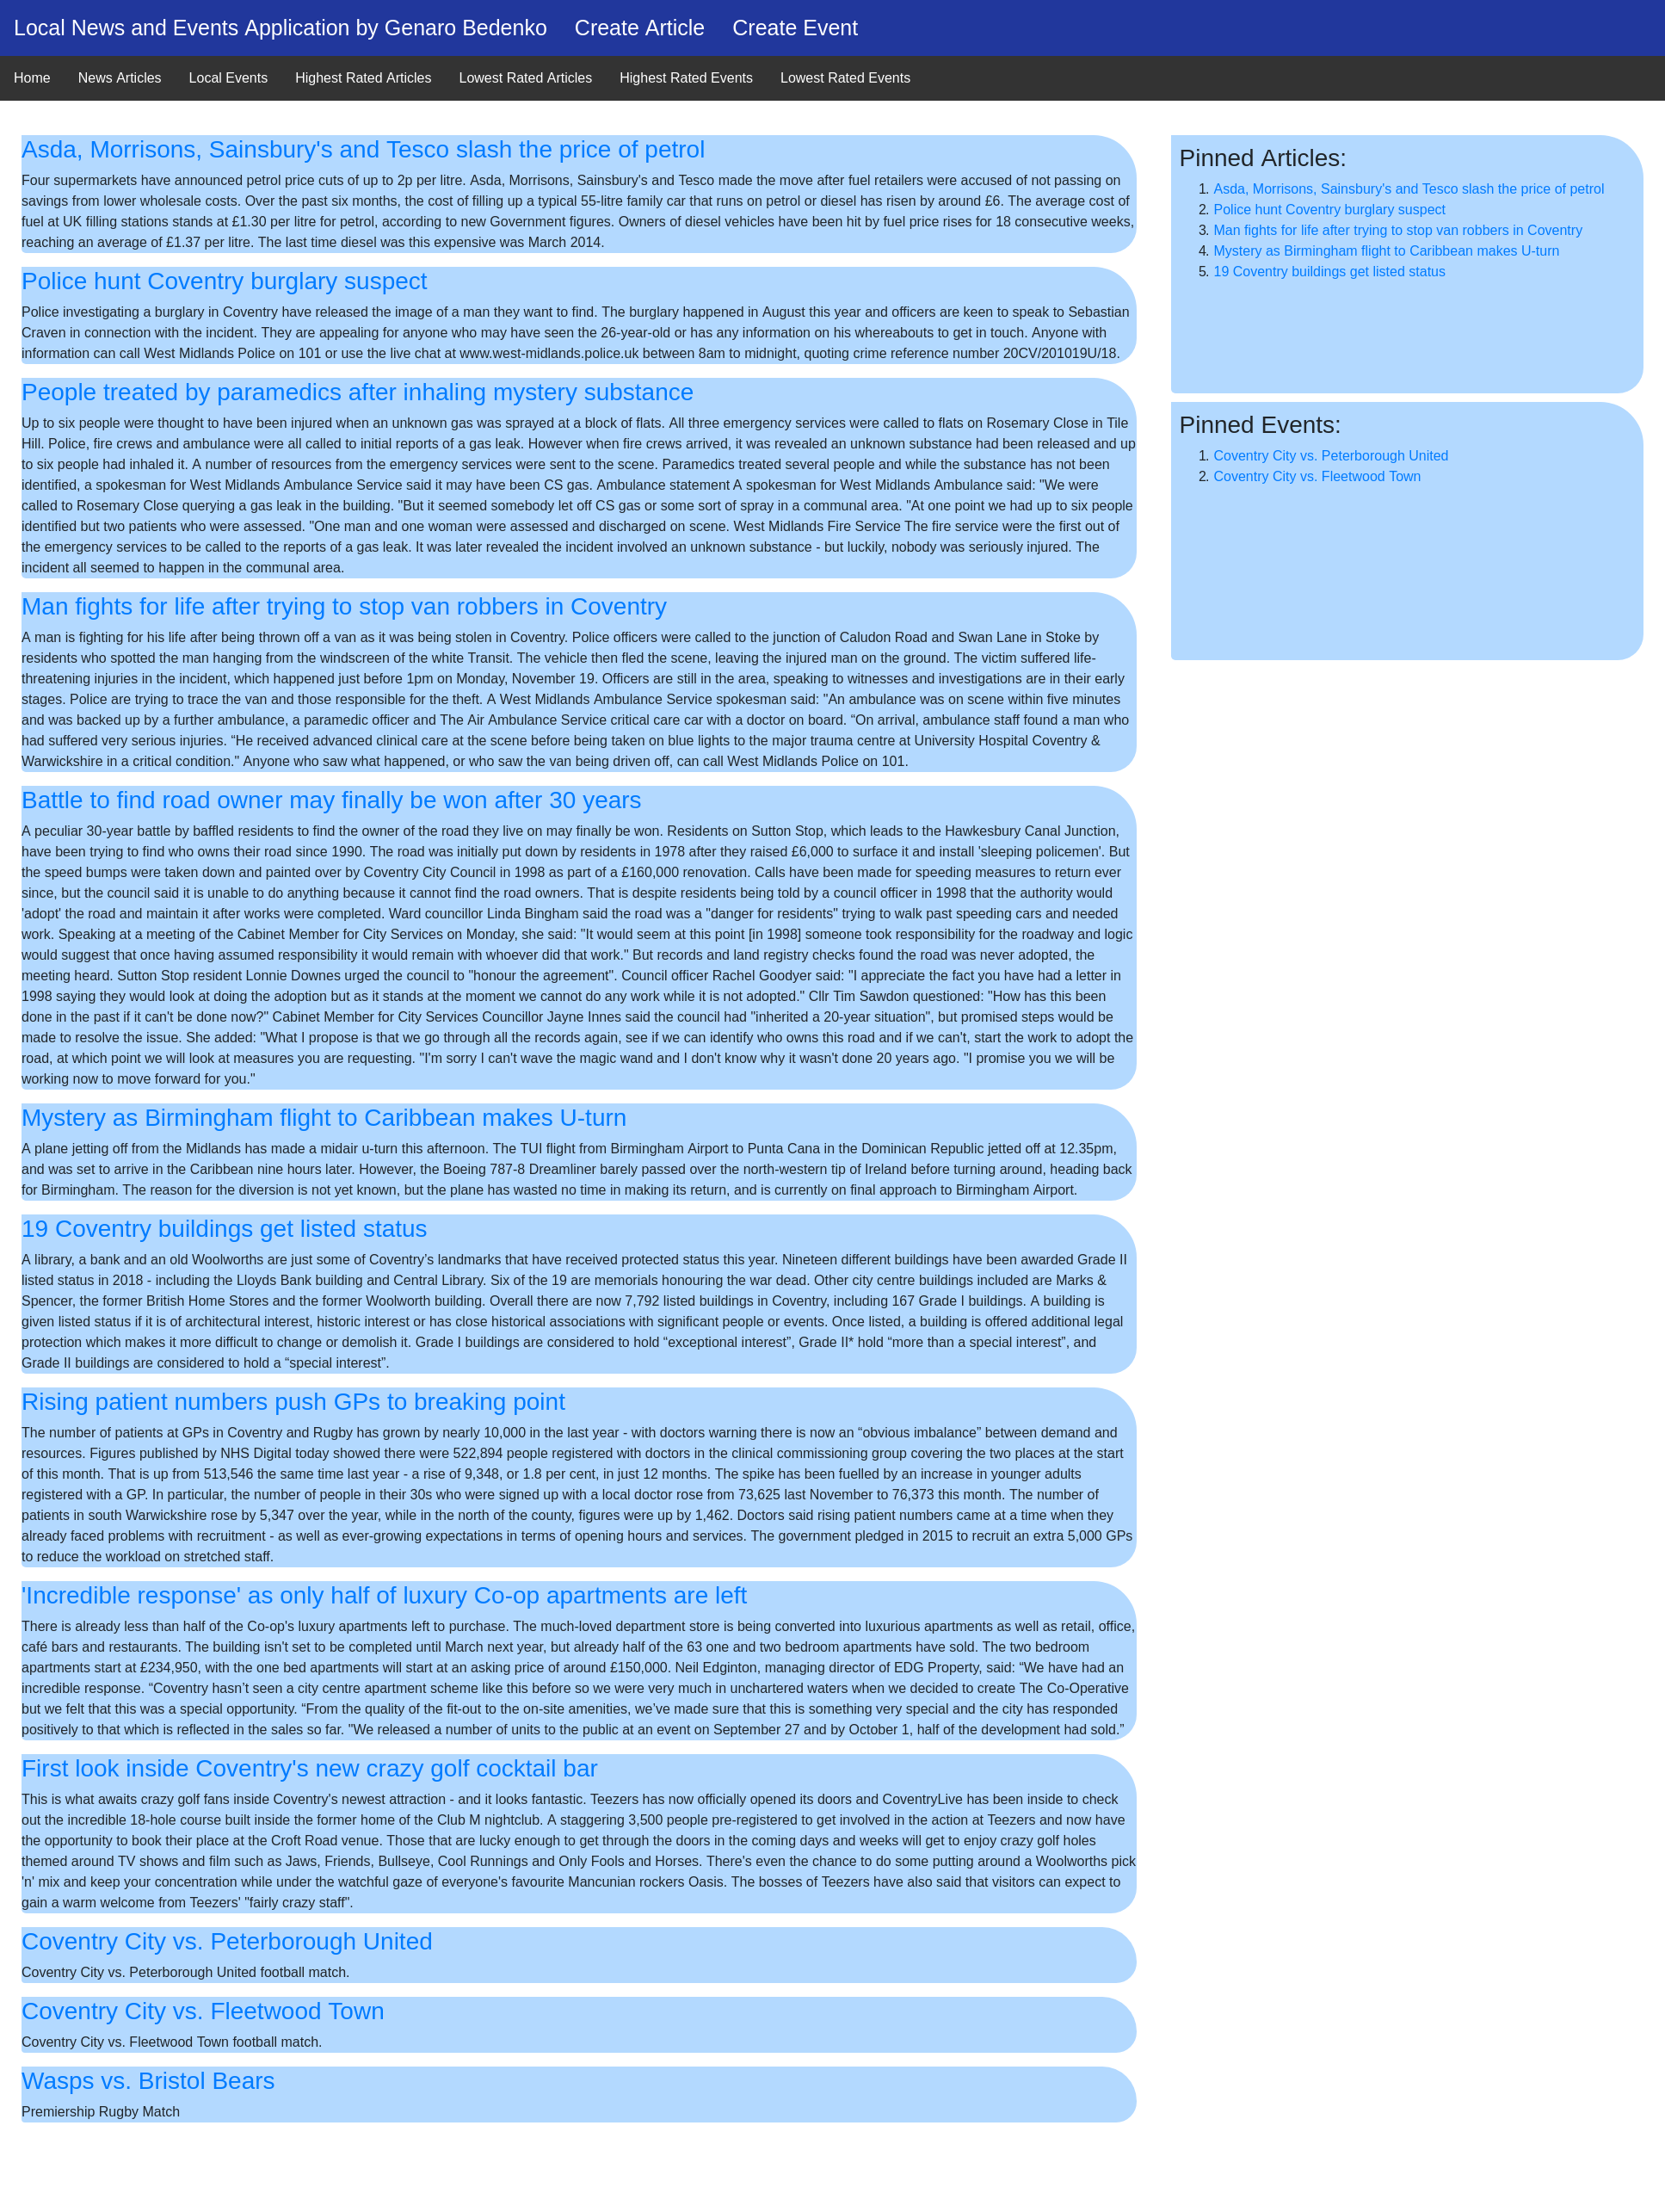 Local News and Events Application by Genaro Bedenko Create Article Create Event
Home News Articles Local Events Highest Rated Articles Lowest Rated Articles Highest Rated Events Lowest Rated Events
Asda, Morrisons, Sainsbury's and Tesco slash the price of petrol
Four supermarkets have announced petrol price cuts of up to 2p per litre. Asda, Morrisons, Sainsbury's and Tesco made the move after fuel retailers were accused of not passing on
savings from lower wholesale costs. Over the past six months, the cost of filling up a typical 55-litre family car that runs on petrol or diesel has risen by around £6. The average cost of
fuel at UK filling stations stands at £1.30 per litre for petrol, according to new Government figures. Owners of diesel vehicles have been hit by fuel price rises for 18 consecutive weeks,
reaching an average of £1.37 per litre. The last time diesel was this expensive was March 2014.
Police hunt Coventry burglary suspect
Police investigating a burglary in Coventry have released the image of a man they want to find. The burglary happened in August this year and officers are keen to speak to Sebastian
Craven in connection with the incident. They are appealing for anyone who may have seen the 26-year-old or has any information on his whereabouts to get in touch. Anyone with
information can call West Midlands Police on 101 or use the live chat at www.west-midlands.police.uk between 8am to midnight, quoting crime reference number 20CV/201019U/18.
People treated by paramedics after inhaling mystery substance
Up to six people were thought to have been injured when an unknown gas was sprayed at a block of flats. All three emergency services were called to flats on Rosemary Close in Tile
Hill. Police, fire crews and ambulance were all called to initial reports of a gas leak. However when fire crews arrived, it was revealed an unknown substance had been released and up
to six people had inhaled it. A number of resources from the emergency services were sent to the scene. Paramedics treated several people and while the substance has not been
identified, a spokesman for West Midlands Ambulance Service said it may have been CS gas. Ambulance statement A spokesman for West Midlands Ambulance said: "We were
called to Rosemary Close querying a gas leak in the building. "But it seemed somebody let off CS gas or some sort of spray in a communal area. "At one point we had up to six people
identified but two patients who were assessed. "One man and one woman were assessed and discharged on scene. West Midlands Fire Service The fire service were the first out of
the emergency services to be called to the reports of a gas leak. It was later revealed the incident involved an unknown substance - but luckily, nobody was seriously injured. The
incident all seemed to happen in the communal area.
Man fights for life after trying to stop van robbers in Coventry
A man is fighting for his life after being thrown off a van as it was being stolen in Coventry. Police officers were called to the junction of Caludon Road and Swan Lane in Stoke by
residents who spotted the man hanging from the windscreen of the white Transit. The vehicle then fled the scene, leaving the injured man on the ground. The victim suffered life-
threatening injuries in the incident, which happened just before 1pm on Monday, November 19. Officers are still in the area, speaking to witnesses and investigations are in their early
stages. Police are trying to trace the van and those responsible for the theft. A West Midlands Ambulance Service spokesman said: "An ambulance was on scene within five minutes
and was backed up by a further ambulance, a paramedic officer and The Air Ambulance Service critical care car with a doctor on board. “On arrival, ambulance staff found a man who
had suffered very serious injuries. “He received advanced clinical care at the scene before being taken on blue lights to the major trauma centre at University Hospital Coventry &
Warwickshire in a critical condition." Anyone who saw what happened, or who saw the van being driven off, can call West Midlands Police on 101.
Battle to find road owner may finally be won after 30 years
A peculiar 30-year battle by baffled residents to find the owner of the road they live on may finally be won. Residents on Sutton Stop, which leads to the Hawkesbury Canal Junction,
have been trying to find who owns their road since 1990. The road was initially put down by residents in 1978 after they raised £6,000 to surface it and install 'sleeping policemen'. But
the speed bumps were taken down and painted over by Coventry City Council in 1998 as part of a £160,000 renovation. Calls have been made for speeding measures to return ever
since, but the council said it is unable to do anything because it cannot find the road owners. That is despite residents being told by a council officer in 1998 that the authority would
'adopt' the road and maintain it after works were completed. Ward councillor Linda Bingham said the road was a "danger for residents" trying to walk past speeding cars and needed
work. Speaking at a meeting of the Cabinet Member for City Services on Monday, she said: "It would seem at this point [in 1998] someone took responsibility for the roadway and logic
would suggest that once having assumed responsibility it would remain with whoever did that work." But records and land registry checks found the road was never adopted, the
meeting heard. Sutton Stop resident Lonnie Downes urged the council to "honour the agreement". Council officer Rachel Goodyer said: "I appreciate the fact you have had a letter in
1998 saying they would look at doing the adoption but as it stands at the moment we cannot do any work while it is not adopted." Cllr Tim Sawdon questioned: "How has this been
done in the past if it can't be done now?" Cabinet Member for City Services Councillor Jayne Innes said the council had "inherited a 20-year situation", but promised steps would be
made to resolve the issue. She added: "What I propose is that we go through all the records again, see if we can identify who owns this road and if we can't, start the work to adopt the
road, at which point we will look at measures you are requesting. "I'm sorry I can't wave the magic wand and I don't know why it wasn't done 20 years ago. "I promise you we will be
working now to move forward for you."
Mystery as Birmingham flight to Caribbean makes U-turn
A plane jetting off from the Midlands has made a midair u-turn this afternoon. The TUI flight from Birmingham Airport to Punta Cana in the Dominican Republic jetted off at 12.35pm,
and was set to arrive in the Caribbean nine hours later. However, the Boeing 787-8 Dreamliner barely passed over the north-western tip of Ireland before turning around, heading back
for Birmingham. The reason for the diversion is not yet known, but the plane has wasted no time in making its return, and is currently on final approach to Birmingham Airport.
19 Coventry buildings get listed status
A library, a bank and an old Woolworths are just some of Coventry’s landmarks that have received protected status this year. Nineteen different buildings have been awarded Grade II
listed status in 2018 - including the Lloyds Bank building and Central Library. Six of the 19 are memorials honouring the war dead. Other city centre buildings included are Marks &
Spencer, the former British Home Stores and the former Woolworth building. Overall there are now 7,792 listed buildings in Coventry, including 167 Grade I buildings. A building is
given listed status if it is of architectural interest, historic interest or has close historical associations with significant people or events. Once listed, a building is offered additional legal
protection which makes it more difficult to change or demolish it. Grade I buildings are considered to hold “exceptional interest”, Grade II* hold “more than a special interest”, and
Grade II buildings are considered to hold a “special interest”.
Rising patient numbers push GPs to breaking point
The number of patients at GPs in Coventry and Rugby has grown by nearly 10,000 in the last year - with doctors warning there is now an “obvious imbalance” between demand and
resources. Figures published by NHS Digital today showed there were 522,894 people registered with doctors in the clinical commissioning group covering the two places at the start
of this month. That is up from 513,546 the same time last year - a rise of 9,348, or 1.8 per cent, in just 12 months. The spike has been fuelled by an increase in younger adults
registered with a GP. In particular, the number of people in their 30s who were signed up with a local doctor rose from 73,625 last November to 76,373 this month. The number of
patients in south Warwickshire rose by 5,347 over the year, while in the north of the county, figures were up by 1,462. Doctors said rising patient numbers came at a time when they
already faced problems with recruitment - as well as ever-growing expectations in terms of opening hours and services. The government pledged in 2015 to recruit an extra 5,000 GPs
to reduce the workload on stretched staff.
'Incredible response' as only half of luxury Co-op apartments are left
There is already less than half of the Co-op's luxury apartments left to purchase. The much-loved department store is being converted into luxurious apartments as well as retail, office,
café bars and restaurants. The building isn't set to be completed until March next year, but already half of the 63 one and two bedroom apartments have sold. The two bedroom
apartments start at £234,950, with the one bed apartments will start at an asking price of around £150,000. Neil Edginton, managing director of EDG Property, said: “We have had an
incredible response. “Coventry hasn’t seen a city centre apartment scheme like this before so we were very much in unchartered waters when we decided to create The Co-Operative
but we felt that this was a special opportunity. “From the quality of the fit-out to the on-site amenities, we’ve made sure that this is something very special and the city has responded
positively to that which is reflected in the sales so far. "We released a number of units to the public at an event on September 27 and by October 1, half of the development had sold.”
First look inside Coventry's new crazy golf cocktail bar
This is what awaits crazy golf fans inside Coventry's newest attraction - and it looks fantastic. Teezers has now officially opened its doors and CoventryLive has been inside to check
out the incredible 18-hole course built inside the former home of the Club M nightclub. A staggering 3,500 people pre-registered to get involved in the action at Teezers and now have
the opportunity to book their place at the Croft Road venue. Those that are lucky enough to get through the doors in the coming days and weeks will get to enjoy crazy golf holes
themed around TV shows and film such as Jaws, Friends, Bullseye, Cool Runnings and Only Fools and Horses. There's even the chance to do some putting around a Woolworths pick
'n' mix and keep your concentration while under the watchful gaze of everyone's favourite Mancunian rockers Oasis. The bosses of Teezers have also said that visitors can expect to
gain a warm welcome from Teezers' "fairly crazy staff".
Coventry City vs. Peterborough United
Coventry City vs. Peterborough United football match.
Coventry City vs. Fleetwood Town
Coventry City vs. Fleetwood Town football match.
Wasps vs. Bristol Bears
Premiership Rugby Match
Pinned Articles:
1. Asda, Morrisons, Sainsbury's and Tesco slash the price of petrol
2. Police hunt Coventry burglary suspect
3. Man fights for life after trying to stop van robbers in Coventry
4. Mystery as Birmingham flight to Caribbean makes U-turn
5. 19 Coventry buildings get listed status
Pinned Events:
1. Coventry City vs. Peterborough United
2. Coventry City vs. Fleetwood Town